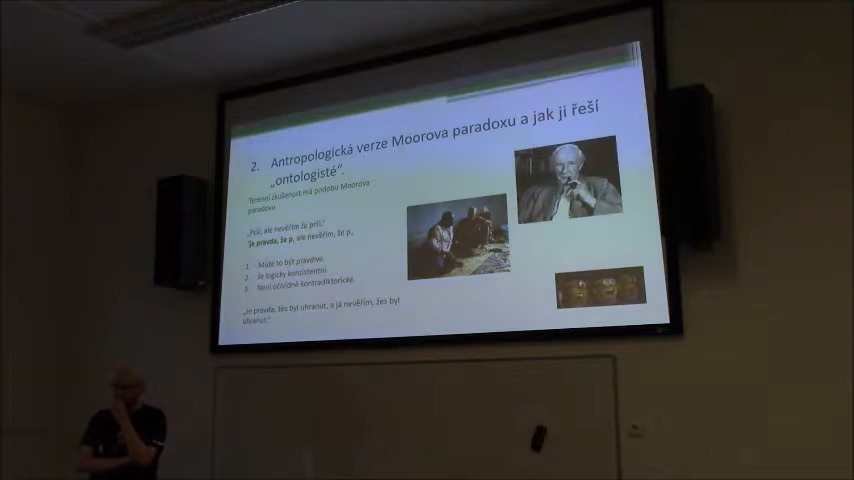 2. Antropologická verze Moorova paradoxu a jak ji řeší
„ontologisté“.
Terénní zkušenost má podobu Moorova
paradoxu
„Prší, ale nevěřím že prší.“
"Je pravda, že p, ale nevěřím, že p„
1. Může to být pravdivé.
2. Je logicky konzistentní
3. Není očividně kontradiktorické.
„Je pravda, žes byl uhranut, a já nevěřím, žes byl
uhranut.“